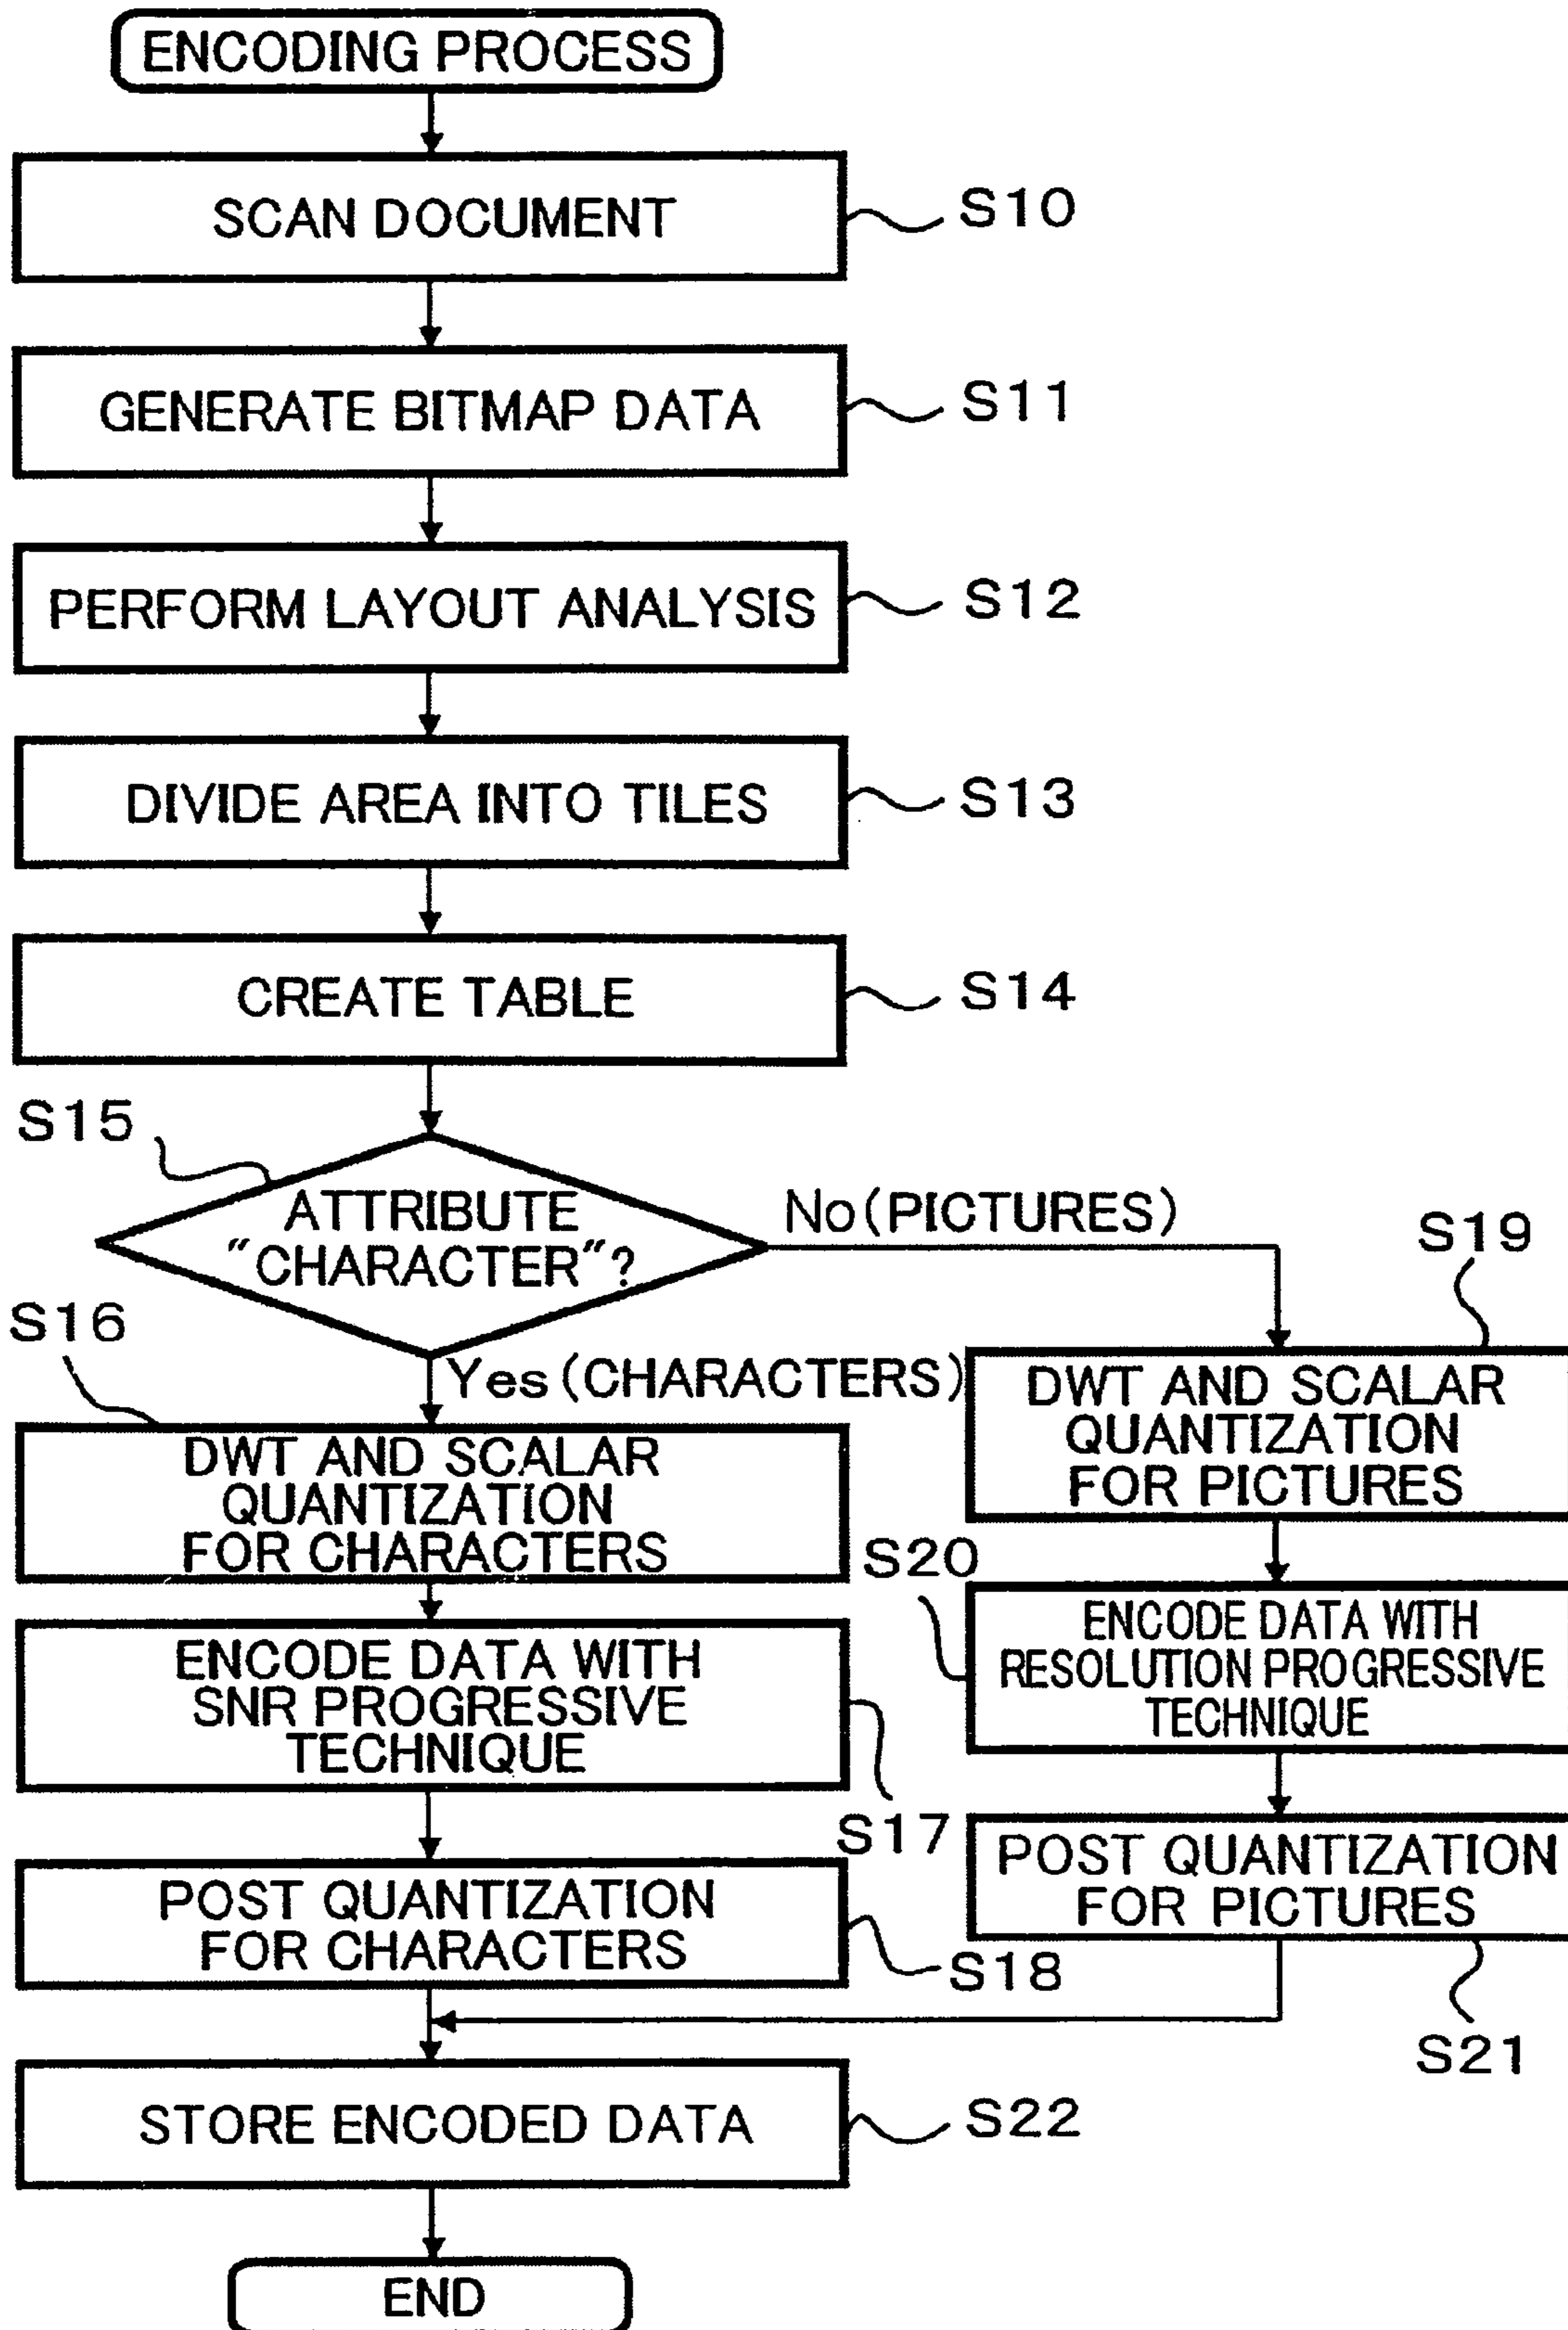 ENCODING PROCESS
SCAN DOCUMENT
S10
GENERATE BITMAP DATA
S11
PERFORM LAYOUT ANALYSIS
S12
DIVIDE AREA INTO TILES
S13
CREATE TABLE
S14
S15
ATTRIBUTE
"CHARACTER"?
No(PICTURES)
Yes(CHARACTERS)
S16
DWT AND SCALAR
QUANTIZATION
FOR CHARACTERS
ENCODE DATA WITH
SNR PROGRESSIVE
TECHNIQUE
S17
POST QUANTIZATION
FOR CHARACTERS
S18
S19
DWT AND SCALAR
QUANTIZATION
FOR PICTURES
S20
ENCODE DATA WITH
RESOLUTION PROGRESSIVE
TECHNIQUE
POST QUANTIZATION
FOR PICTURES
S21
STORE ENCODED DATA
S22
END